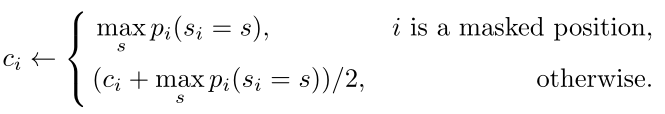 c_i ← { max_s p_i(s_i = s), i is a masked position,
(c_i + max_s p_i(s_i = s))/2, otherwise.